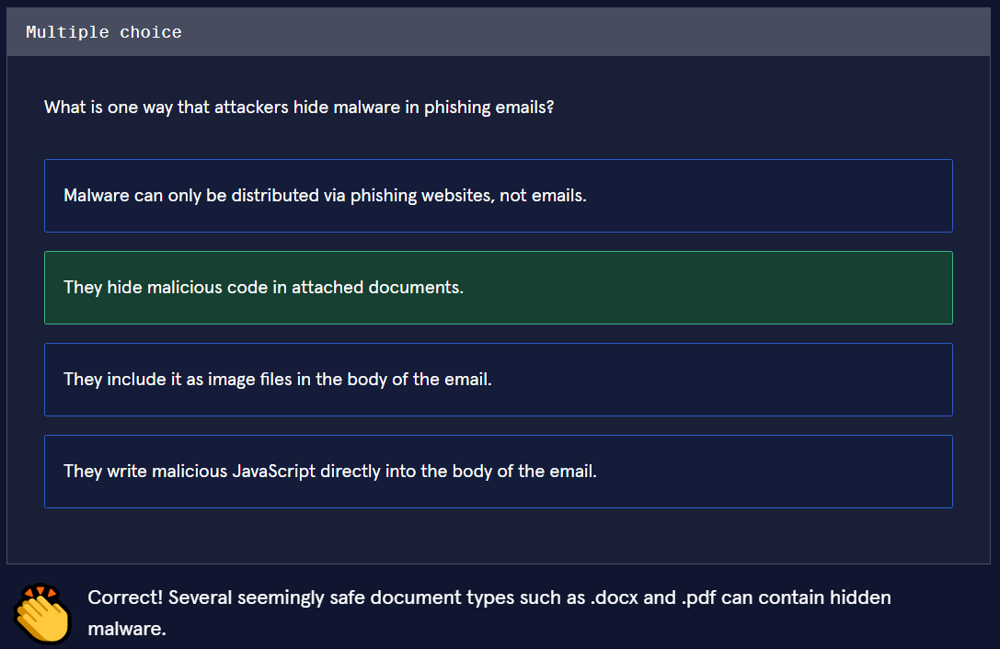 Multiple choice
What is one way that attackers hide malware in phishing emails?
Malware can only be distributed via phishing websites, not emails.
They hide malicious code in attached documents.
They include it as image files in the body of the email.
They write malicious JavaScript directly into the body of the email.
Correct! Several seemingly safe document types such as .docx and .pdf can contain hidden
malware.